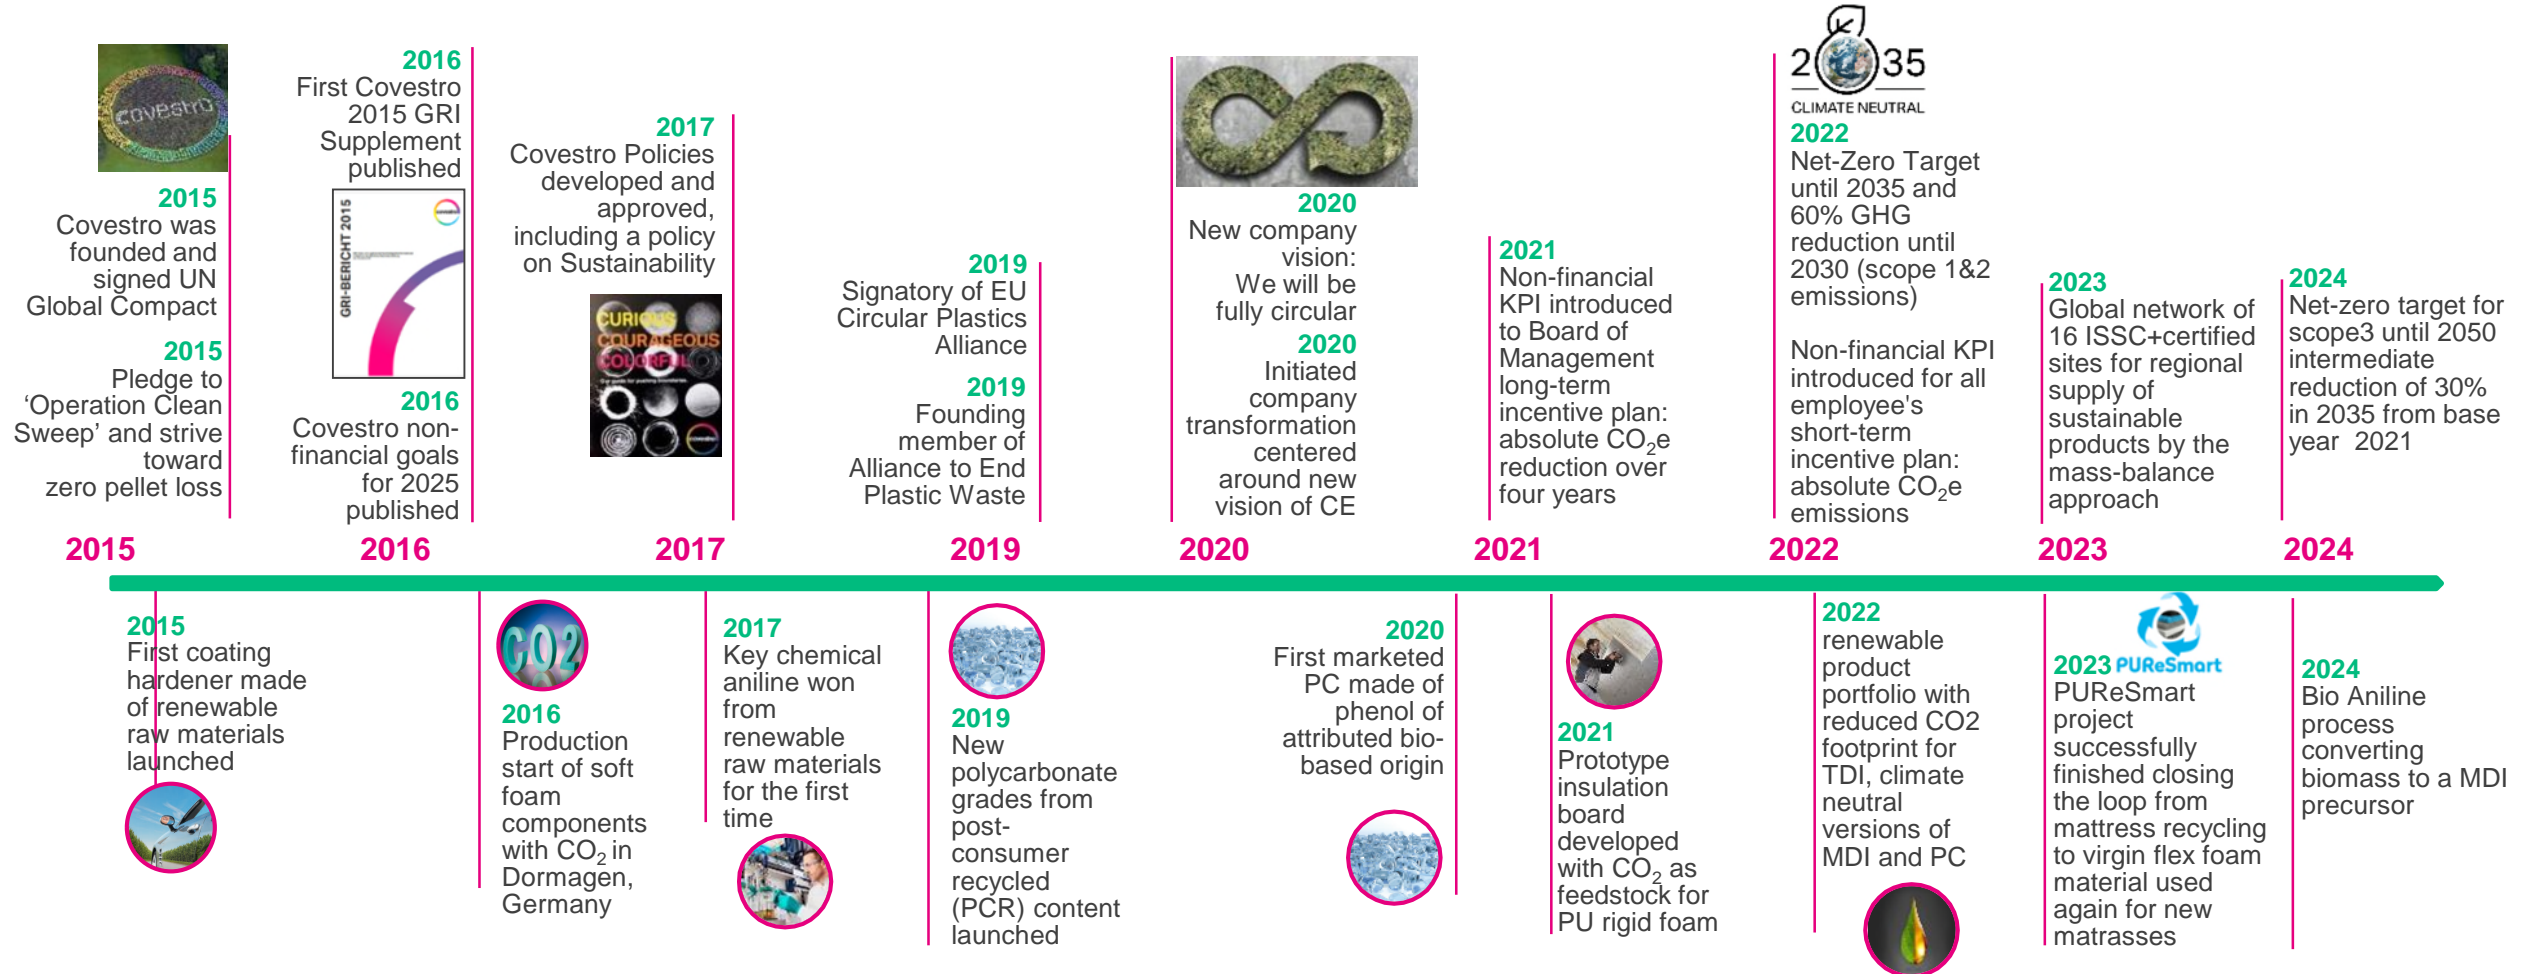 covestro
2015
Covestro was
founded and
signed UN
Global Compact
2015
Pledge to
‘Operation Clean
Sweep’ and strive
toward
zero pellet loss
2016
First Covestro
2015 GRI
Supplement
published
GRI-BERICHT 2015
2016
Covestro non-
financial goals
for 2025
published
2017
Covestro Policies
developed and
approved,
including a policy
on Sustainability
CURIOUS
COURAGEOUS
COLORFUL
Our guide for pushing boundaries.
covestro
2019
Signatory of EU
Circular Plastics
Alliance
2019
Founding
member of
Alliance to End
Plastic Waste
2020
New company
vision:
We will be
fully circular
2020
Initiated
company
transformation
centered
around new
vision of CE
2021
Non-financial
KPI introduced
to Board of
Management
long-term
incentive plan:
absolute CO₂e
reduction over
four years
2035
CLIMATE NEUTRAL
2022
Net-Zero Target
until 2035 and
60% GHG
reduction until
2030 (scope 1&2
emissions)
Non-financial KPI
introduced for all
employee's
short-term
incentive plan:
absolute CO₂e
emissions
2023
Global network of
16 ISSC+certified
sites for regional
supply of
sustainable
products by the
mass-balance
approach
2024
Net-zero target for
scope3 until 2050
intermediate
reduction of 30%
in 2035 from base
year 2021
2015 2016 2017 2019 2020 2021 2022 2023 2024
2015
First coating
hardener made
of renewable
raw materials
launched
CO2
2016
Production
start of soft
foam
components
with CO₂ in
Dormagen,
Germany
2017
Key chemical
aniline won
from
renewable
raw materials
for the first
time
2019
New
polycarbonate
grades from
post-
consumer
recycled
(PCR) content
launched
2020
First marketed
PC made of
phenol of
attributed bio-
based origin
2021
Prototype
insulation
board
developed
with CO₂ as
feedstock for
PU rigid foam
2022
renewable
product
portfolio with
reduced CO2
footprint for
TDI, climate
neutral
versions of
MDI and PC
2023 PUReSmart
PUReSmart
project
successfully
finished closing
the loop from
mattress recycling
to virgin flex foam
material used
again for new
matrasses
2024
Bio Aniline
process
converting
biomass to a MDI
precursor